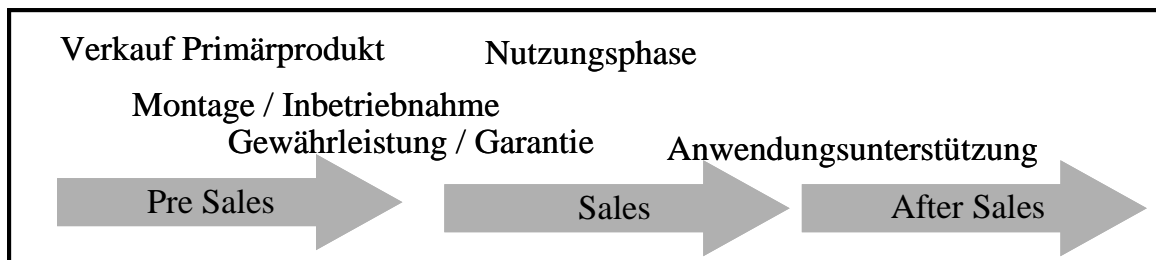 Verkauf Primärprodukt
Nutzungsphase
Montage / Inbetriebnahme
Gewährleistung / Garantie
Anwendungsunterstützung
Pre Sales
Sales
After Sales